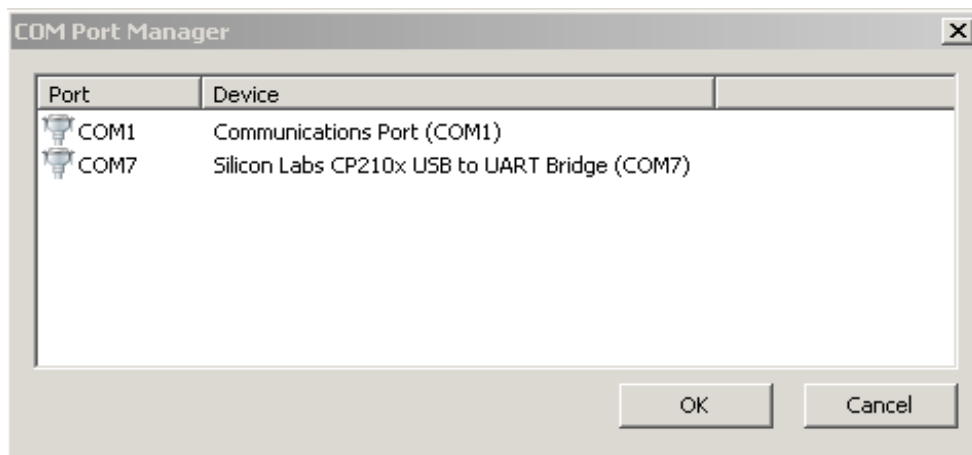 COM Port Manager
Port Device
COM1 Communications Port (COM1)
COM7 Silicon Labs CP210x USB to UART Bridge (COM7)
OK Cancel